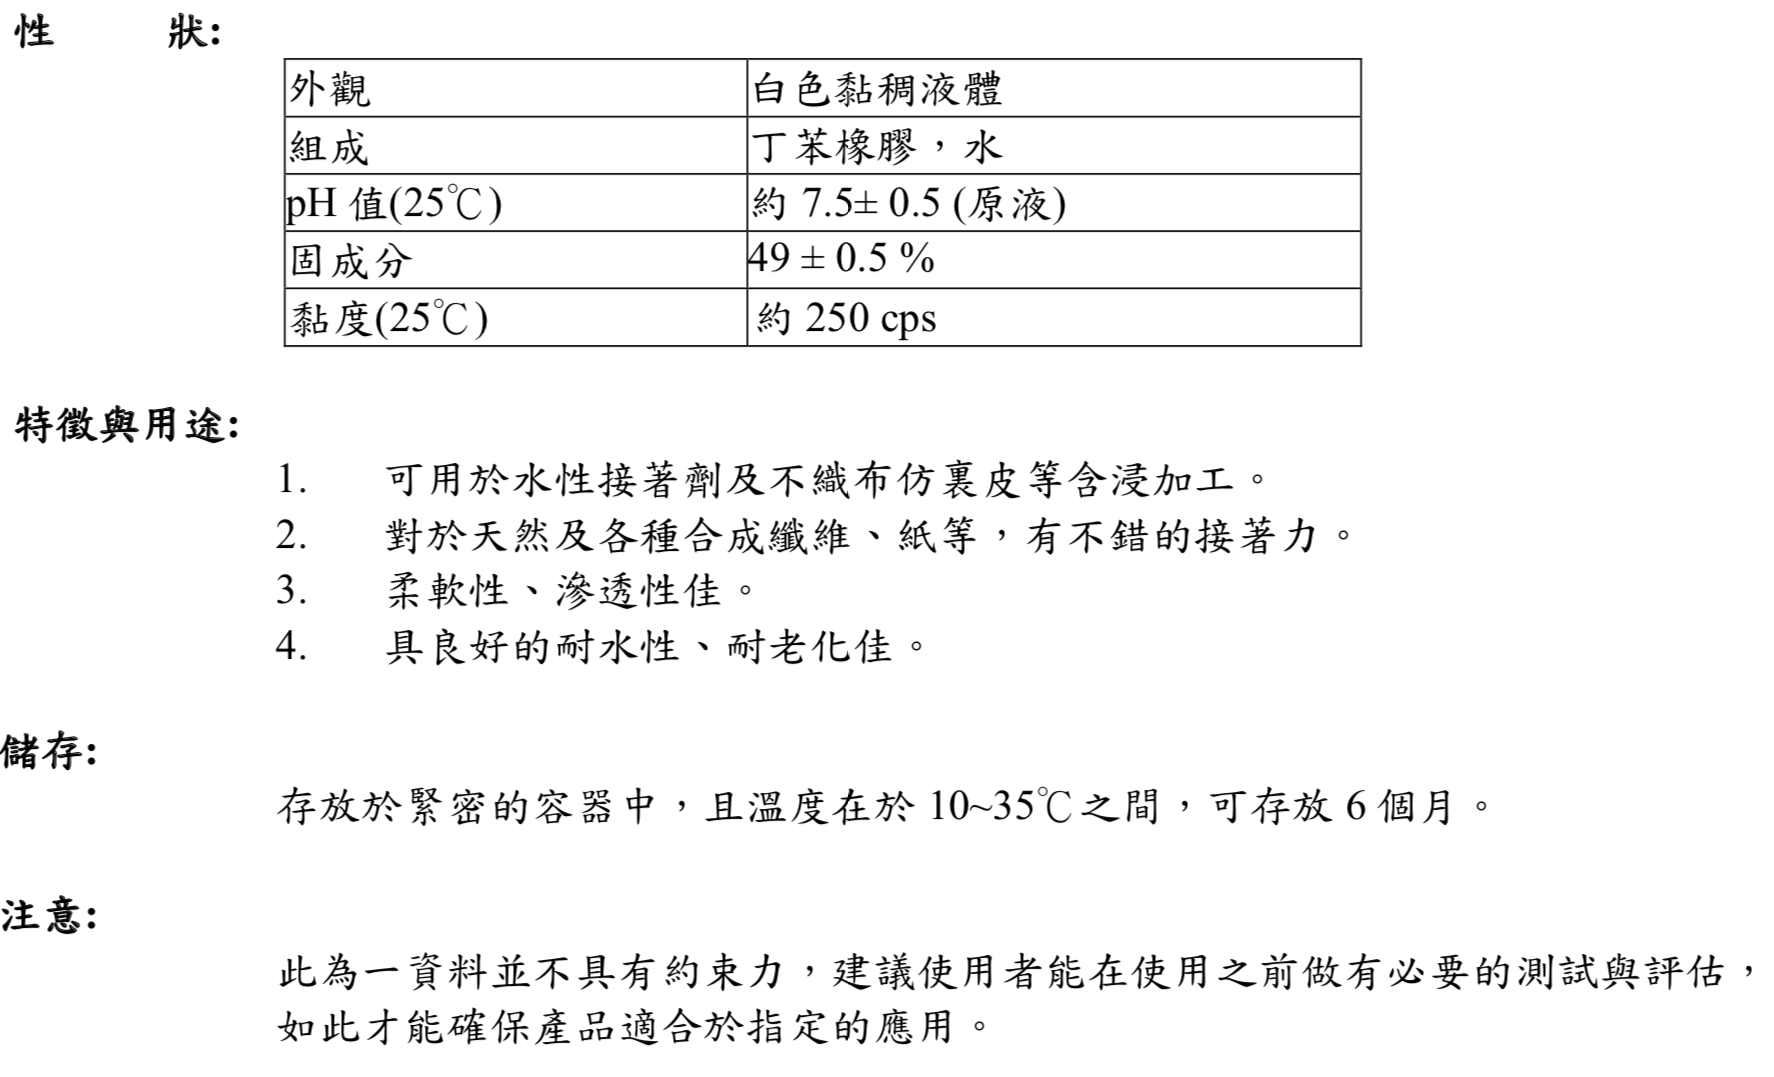 性 狀:
外觀 白色黏稠液體
組成 丁苯橡膠，水
pH 值(25℃) 約 7.5± 0.5 (原液)
固成分 49 ± 0.5 %
黏度(25℃) 約 250 cps
特徵與用途:
1. 可用於水性接著劑及不織布仿裏皮等含浸加工。
2. 對於天然及各種合成纖維、紙等，有不錯的接著力。
3. 柔軟性、滲透性佳。
4. 具良好的耐水性、耐老化佳。
儲存:
存放於緊密的容器中，且溫度在於 10~35℃之間，可存放 6 個月。
注意:
此為一資料並不具有約束力，建議使用者能在使用之前做有必要的測試與評估，
如此才能確保產品適合於指定的應用。